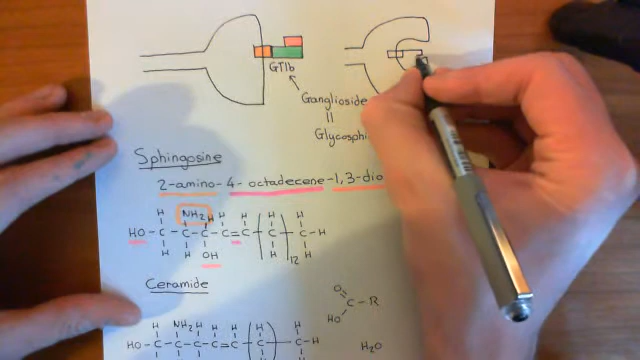 GT1b
Ganglioside
||
Sphingosine
2-amino-4-octadecene-1,3-dio
H NH₂ H H H H H
HO-C-C-C-C=C-(C)-C-H
H H OH H 12 H
Ceramide
O
C-R
HO
H NH₂ H H H H H
HO-C-C-C-C=C-(C)-C-H
H₂O